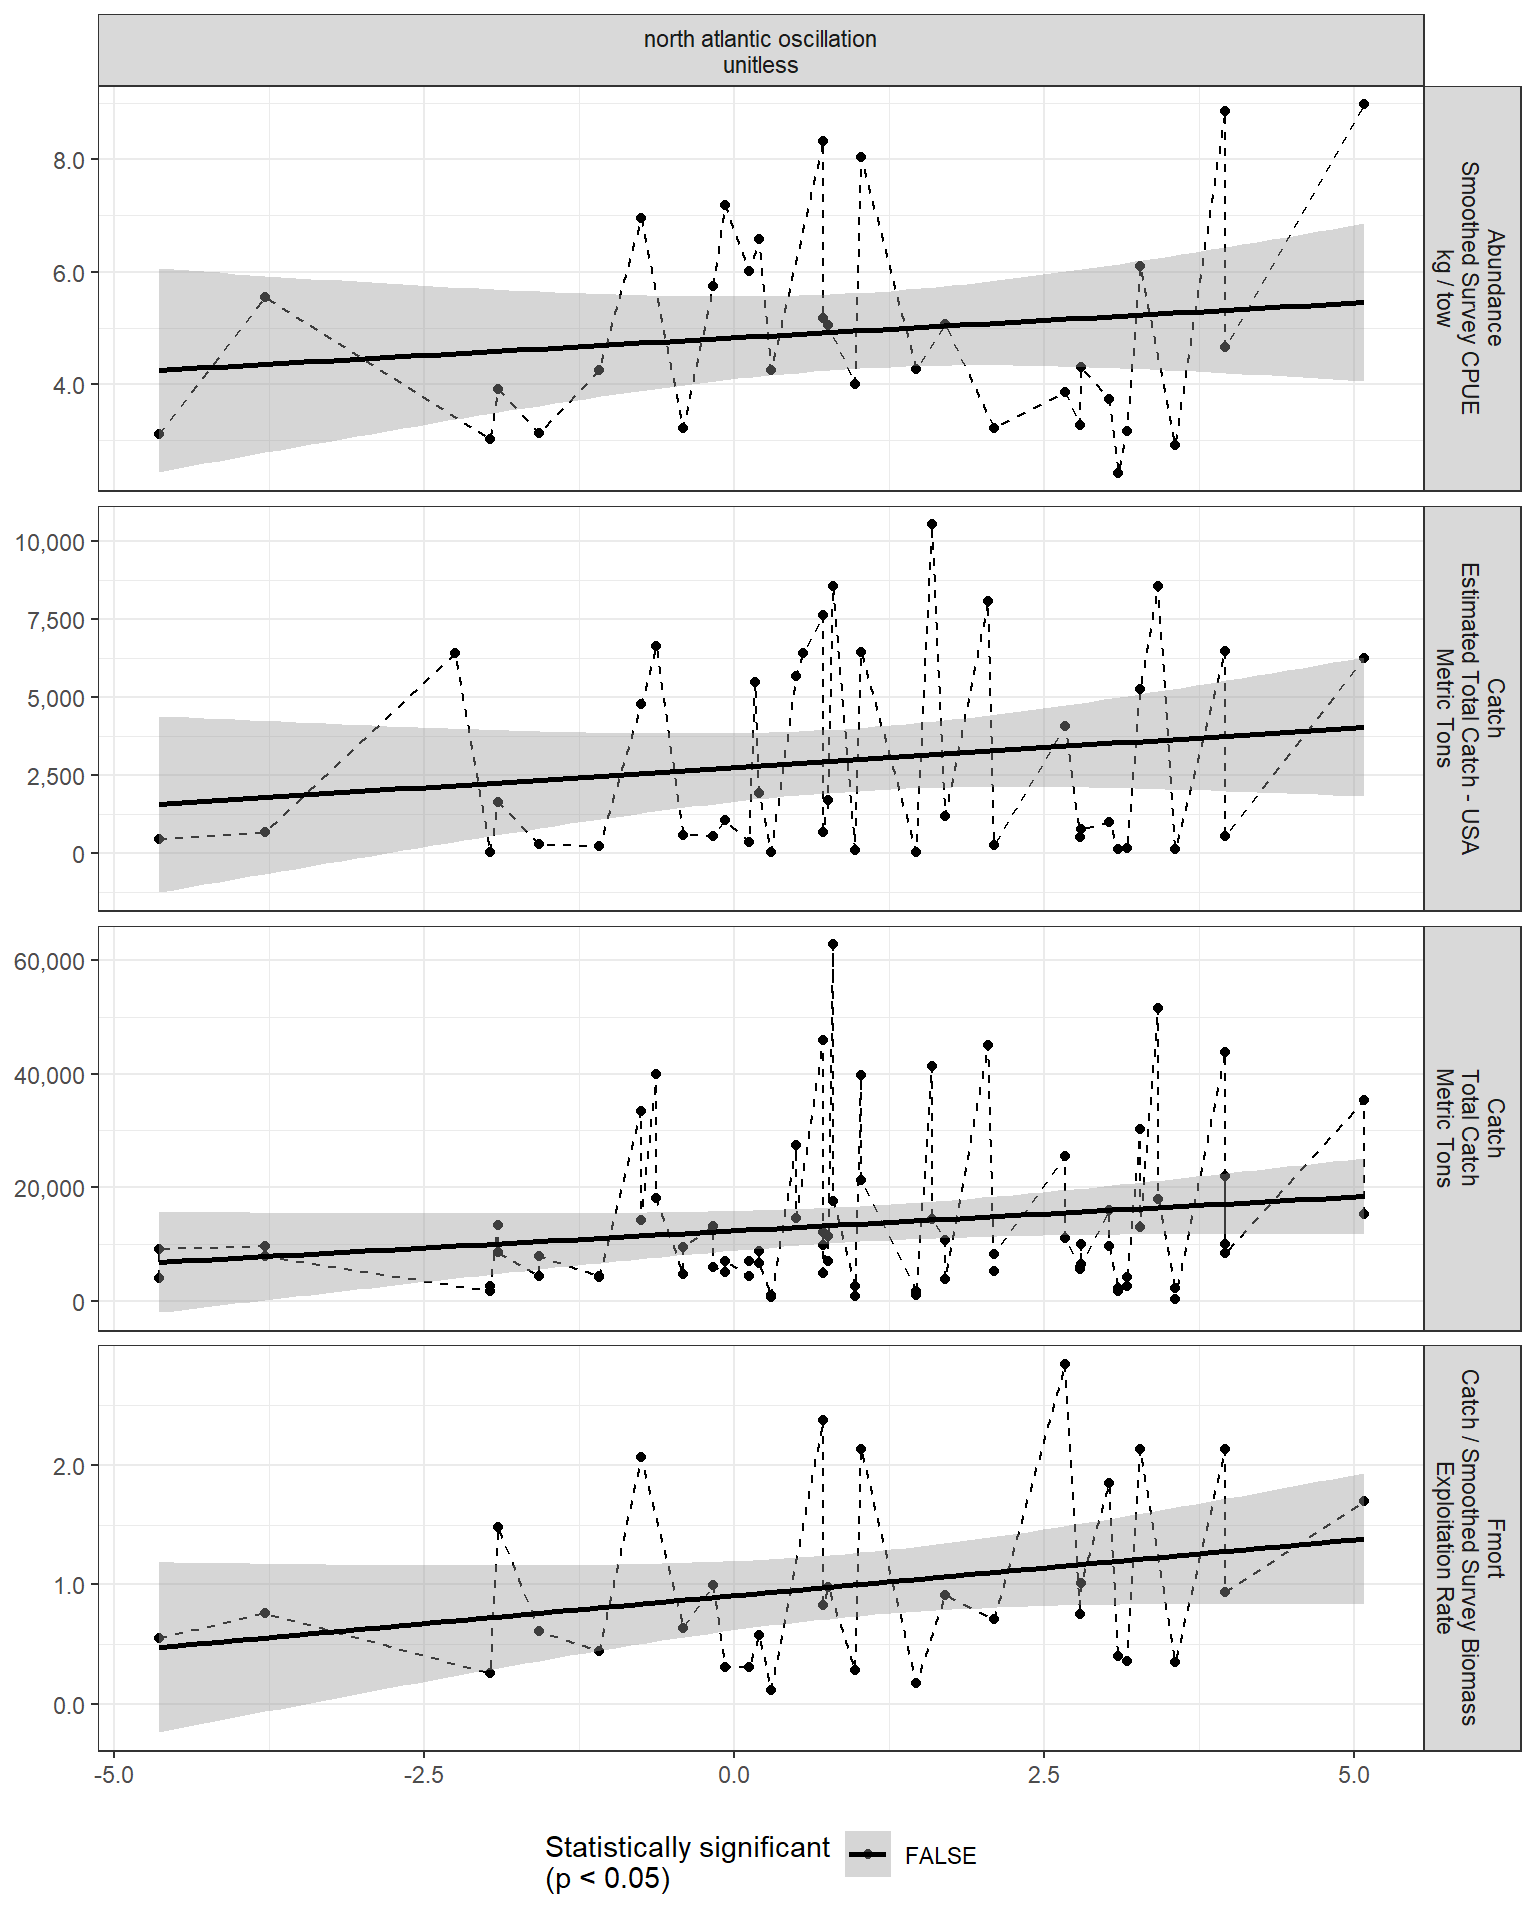 north atlantic oscillation
unitless
8.0
6.0
4.0
Abundance
Smoothed Survey CPUE
kg / tow
10,000
7,500
5,000
2,500
0
Catch
Estimated Total Catch - USA
Metric Tons
60,000
40,000
20,000
0
Catch
Total Catch
Metric Tons
2.0
1.0
0.0
Fmort
Catch / Smoothed Survey Biomass
Exploitation Rate
-5.0
-2.5
0.0
2.5
5.0
Statistically significant
(p < 0.05)
FALSE